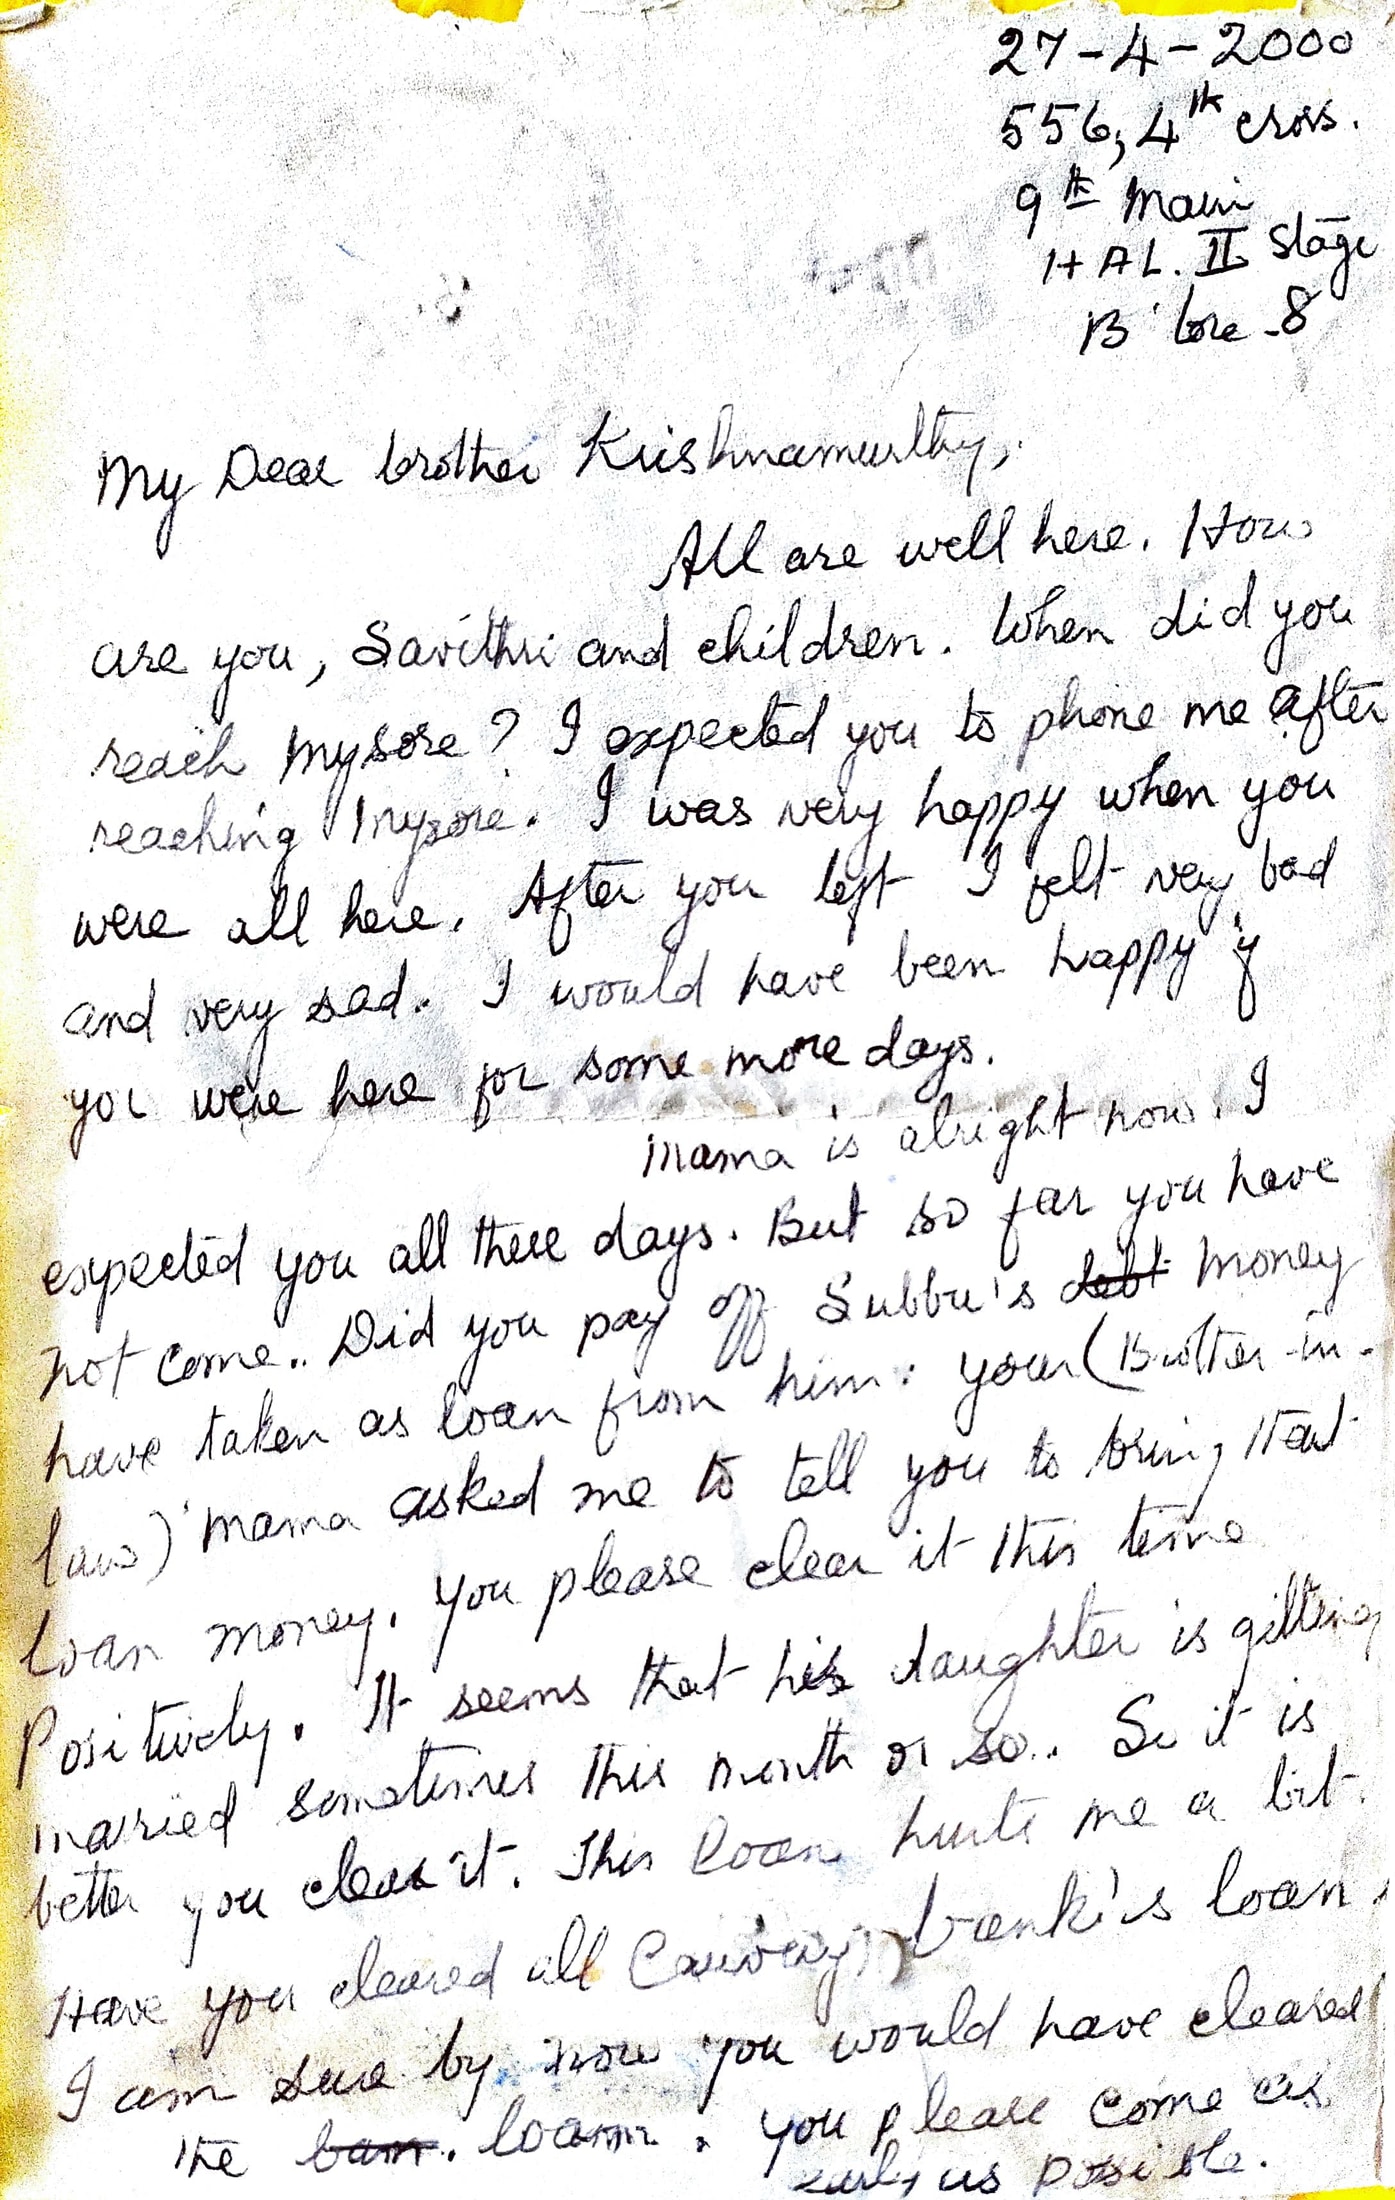 27-4-2000
556, 4th cross.
9th Main
HAL. II Stage
B'lore-8
My Dear brother Krishnamurthy,
All are well here. How
are you, Savithri and children. When did you
reach Mysore? I expected you to phone me after
reaching Mysore. I was very happy when you
were all here. After you left I felt very bad
and very sad. I would have been happy if
you were here for some more days.
Mama is alright now. I
expected you all these days. But so far you have
not come.. Did you pay off Subbu's debt money
have taken as loan from him. your (Brother-in-
law) mama asked me to tell you to bring that
loan money. You please clear it this time
Positively. It seems that his daughter is gitting
married sometimes this month or so.. So it is
better you clear it. This loan hurts me a bit.
Have you cleared all Cauvery bank's loan.
I am sure by now you would have cleared
the loan. You please come as
early as possible.